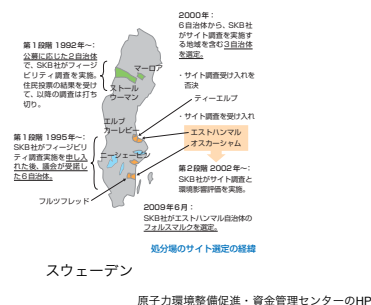 2000年：
6自治体から、SKB社
がサイト調査を実施す
る地域を含む3自治体
を選定。
第1段階 1992年～：
公募に応じた2自治体
で、SKB社がフィージ
ビリティ調査を実施。
住民投票の結果を受け
て、以降の調査は打ち
切り。
マーロア
ストール
ウーマン
・サイト調査受け入れを
否決
ティーエルプ
エルブ
カーレビー
・サイト調査を受け入れ
エストハンマル
オスカーシャム
第1段階 1995年～：
SKB社がフィージビリ
ティ調査実施を申し入
れた後、議会が受諾し
た6自治体。
ニーシェーピン
フルツフレッド
第2段階 2002年～：
SKB社がサイト調査と
環境影響評価を実施。
2009年6月：
SKB社がエストハンマル自治体の
フォルスマルクを選定。
処分場のサイト選定の経緯
スウェーデン
原子力環境整備促進・資金管理センターのHP